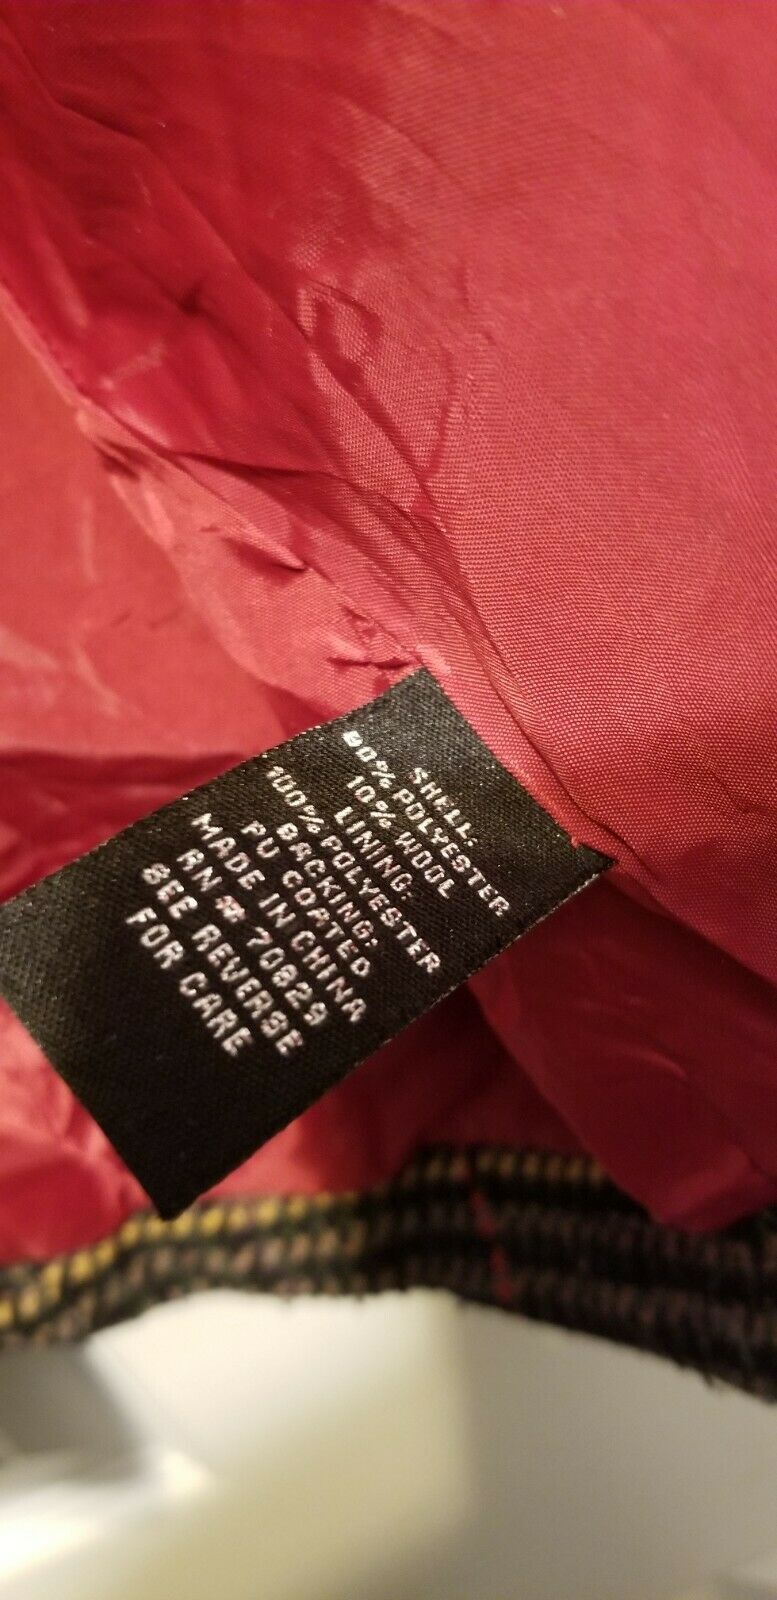 SHELL:
90% POLYESTER
10% WOOL
LINING:
100% POLYESTER
BACKING:
PU COATED
MADE IN CHINA
RN # 70829
SEE REVERSE
FOR CARE